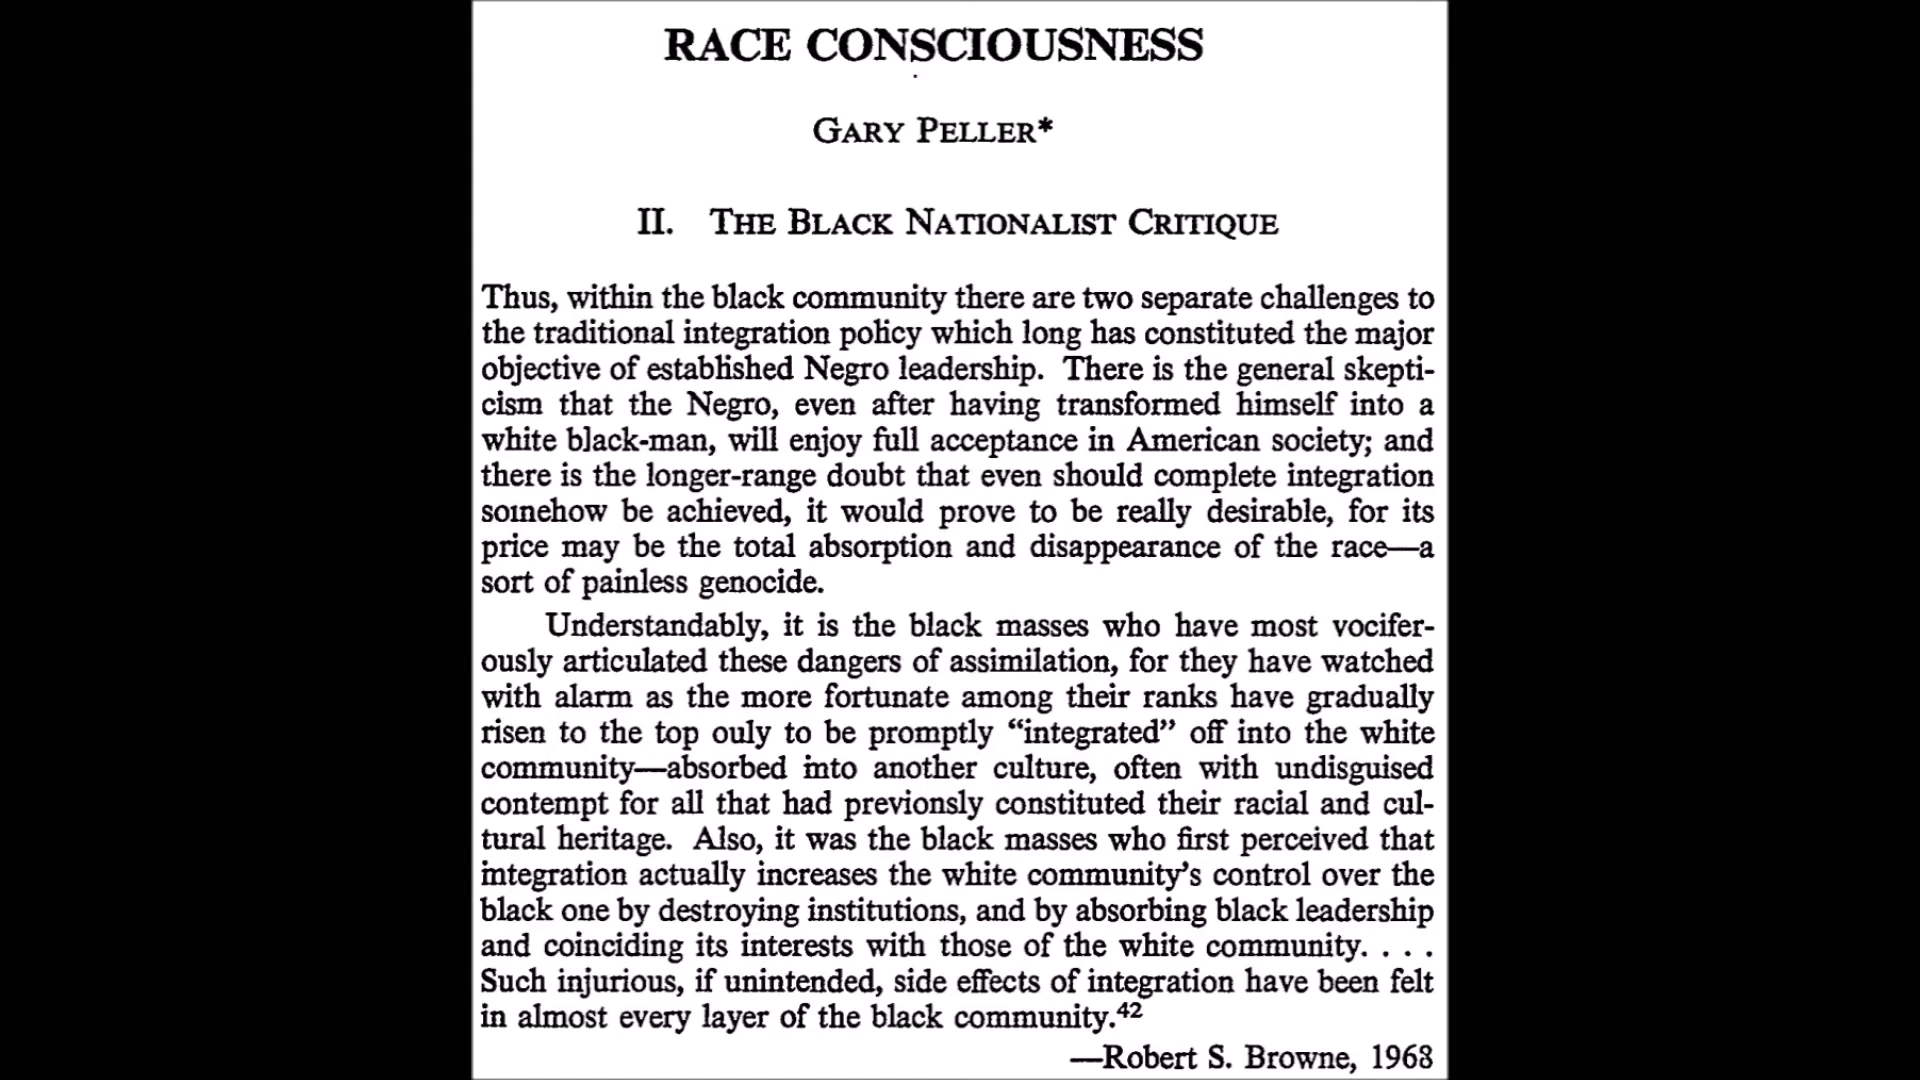 RACE CONSCIOUSNESS
GARY PELLER*
II. THE BLACK NATIONALIST CRITIQUE
Thus, within the black community there are two separate challenges to
the traditional integration policy which long has constituted the major
objective of established Negro leadership. There is the general skepti-
cism that the Negro, even after having transformed himself into a
white black-man, will enjoy full acceptance in American society; and
there is the longer-range doubt that even should complete integration
somehow be achieved, it would prove to be really desirable, for its
price may be the total absorption and disappearance of the race—a
sort of painless genocide.
Understandably, it is the black masses who have most vocifer-
ously articulated these dangers of assimilation, for they have watched
with alarm as the more fortunate among their ranks have gradually
risen to the top ouly to be promptly “integrated” off into the white
community—absorbed into another culture, often with undisguised
contempt for all that had previonsly constituted their racial and cul-
tural heritage. Also, it was the black masses who first perceived that
integration actually increases the white community’s control over the
black one by destroying institutions, and by absorbing black leadership
and coinciding its interests with those of the white community. . . .
Such injurious, if unintended, side effects of integration have been felt
in almost every layer of the black community.42
—Robert S. Browne, 1968